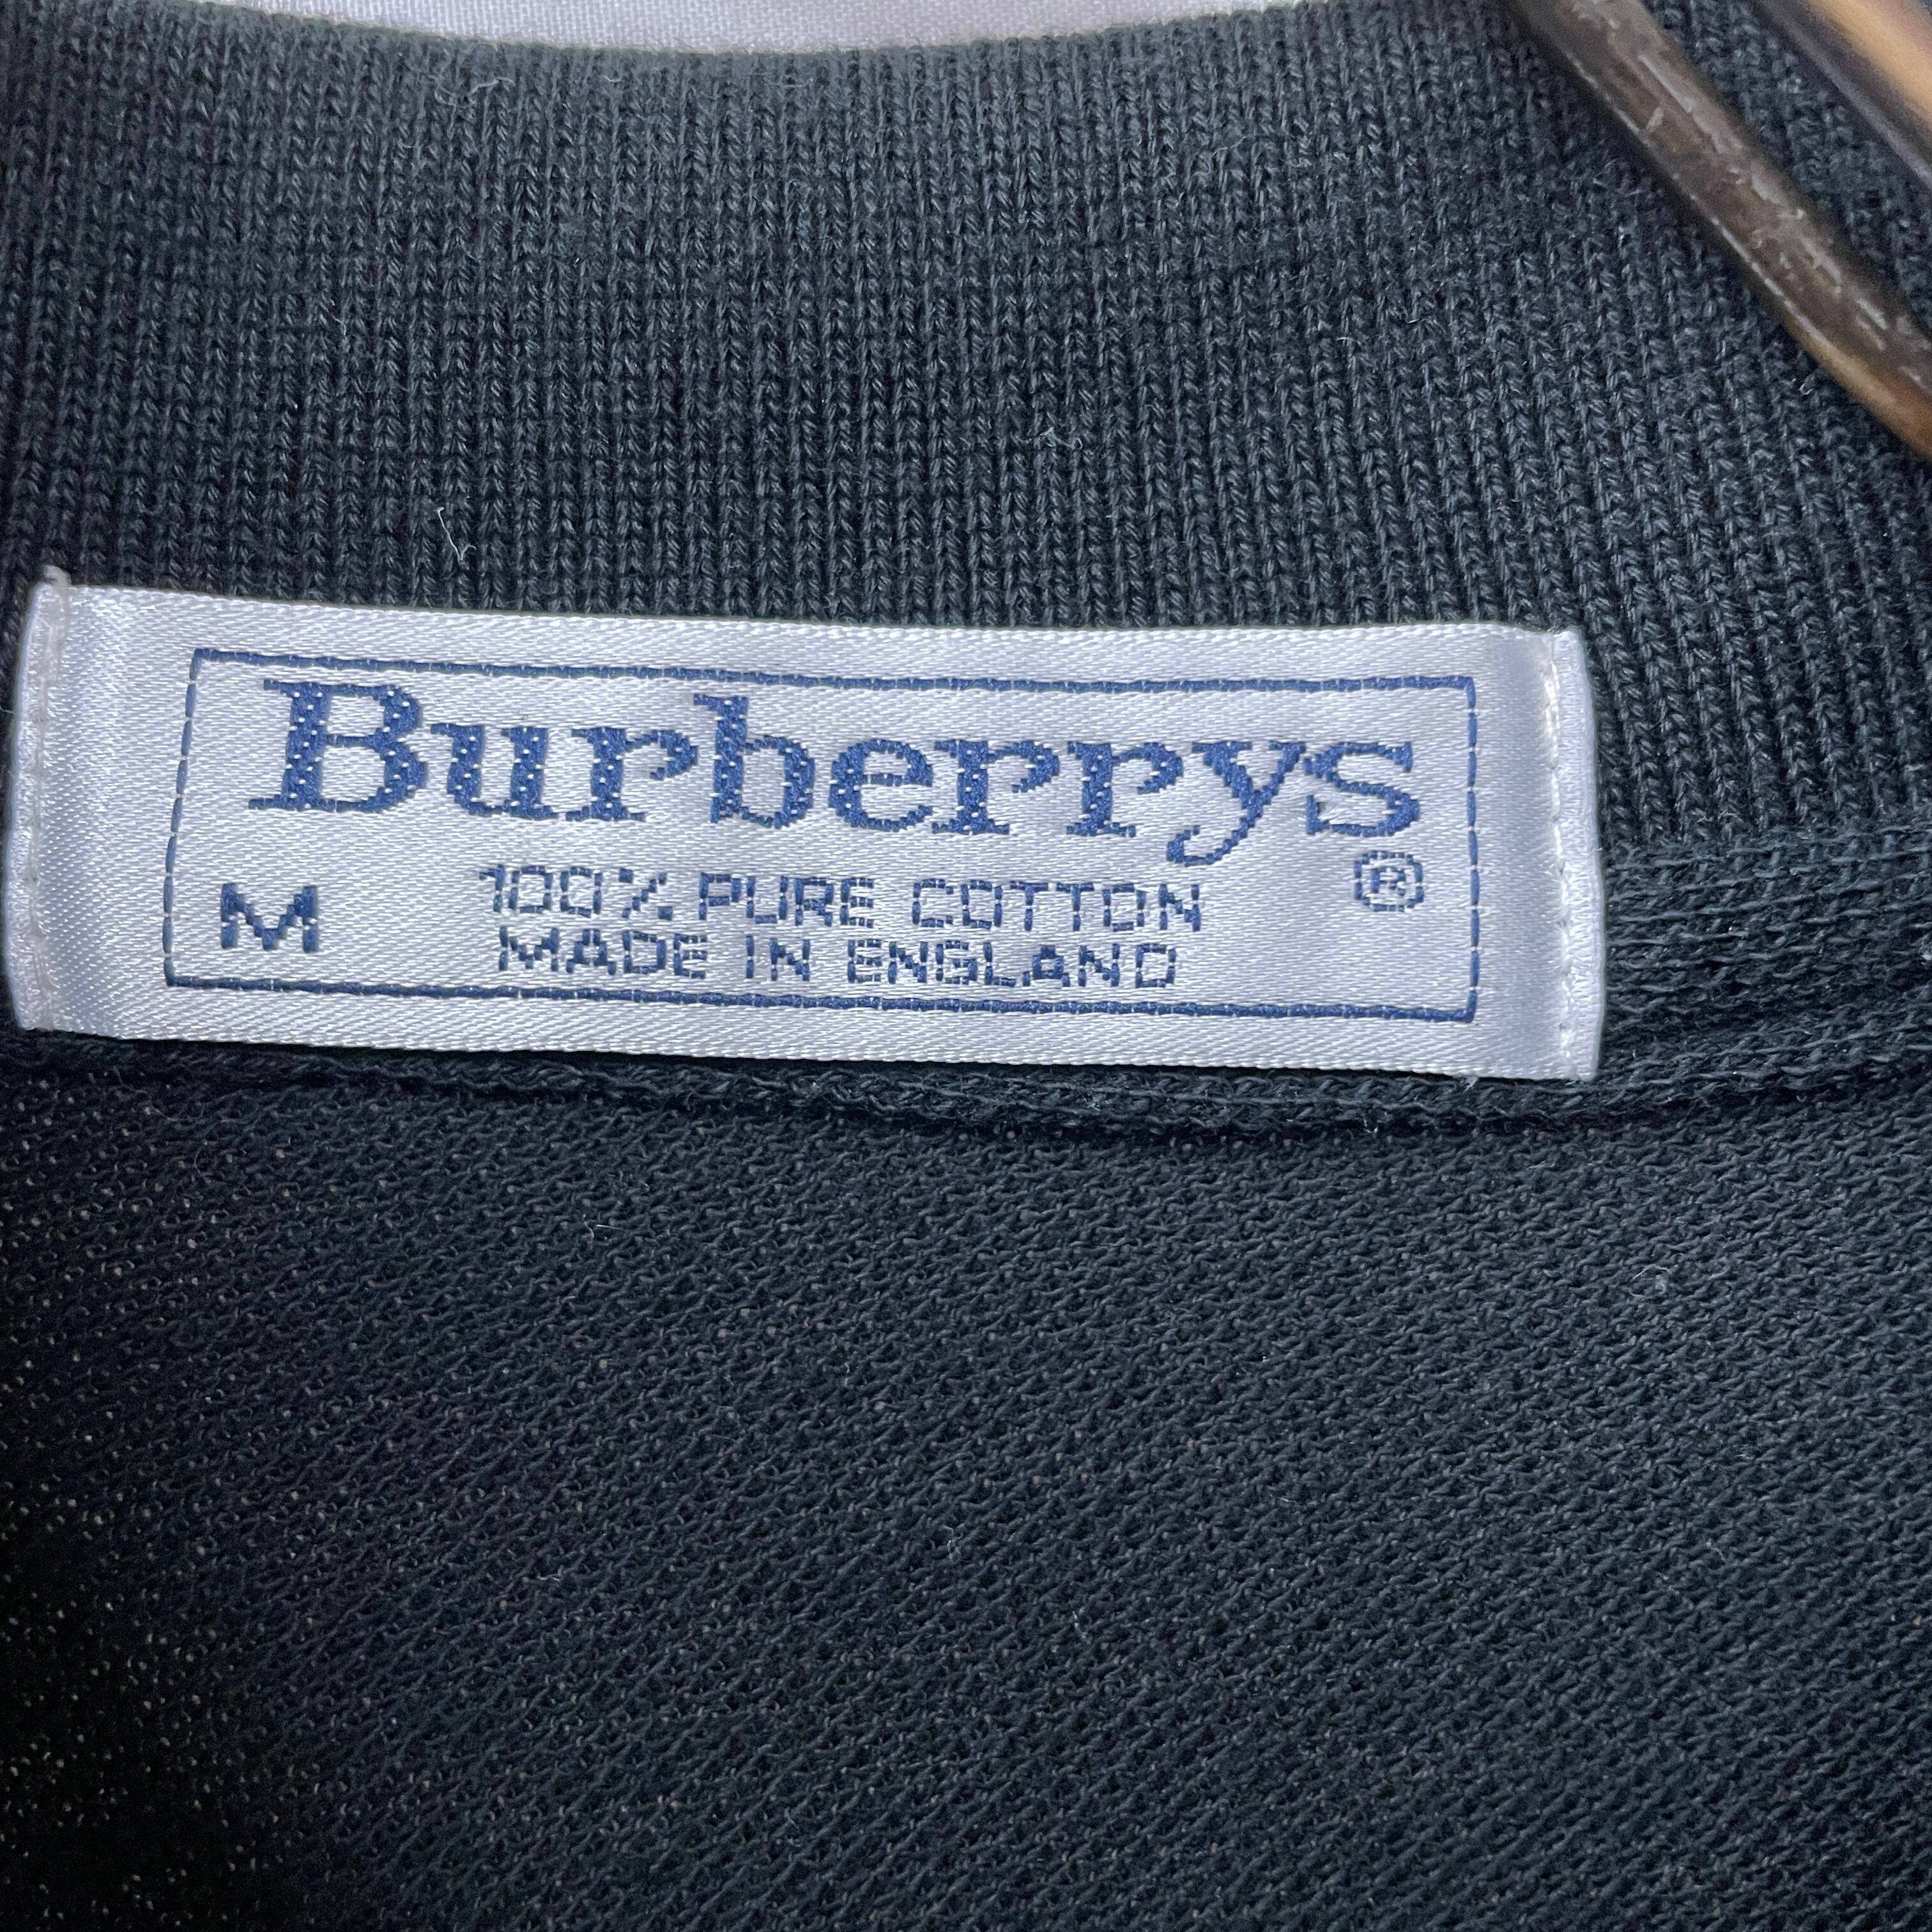 Burberrys
®
M 100% PURE COTTON
MADE IN ENGLAND